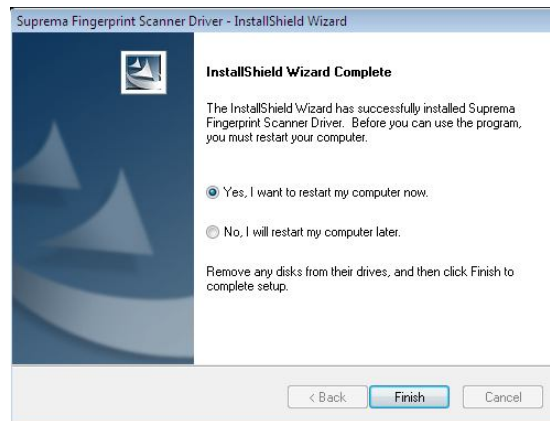 Suprema Fingerprint Scanner Driver - InstallShield Wizard
InstallShield Wizard Complete
The InstallShield Wizard has successfully installed Suprema
Fingerprint Scanner Driver. Before you can use the program,
you must restart your computer.
Yes, I want to restart my computer now.
No, I will restart my computer later.
Remove any disks from their drives, and then click Finish to
complete setup.
< Back
Finish
Cancel